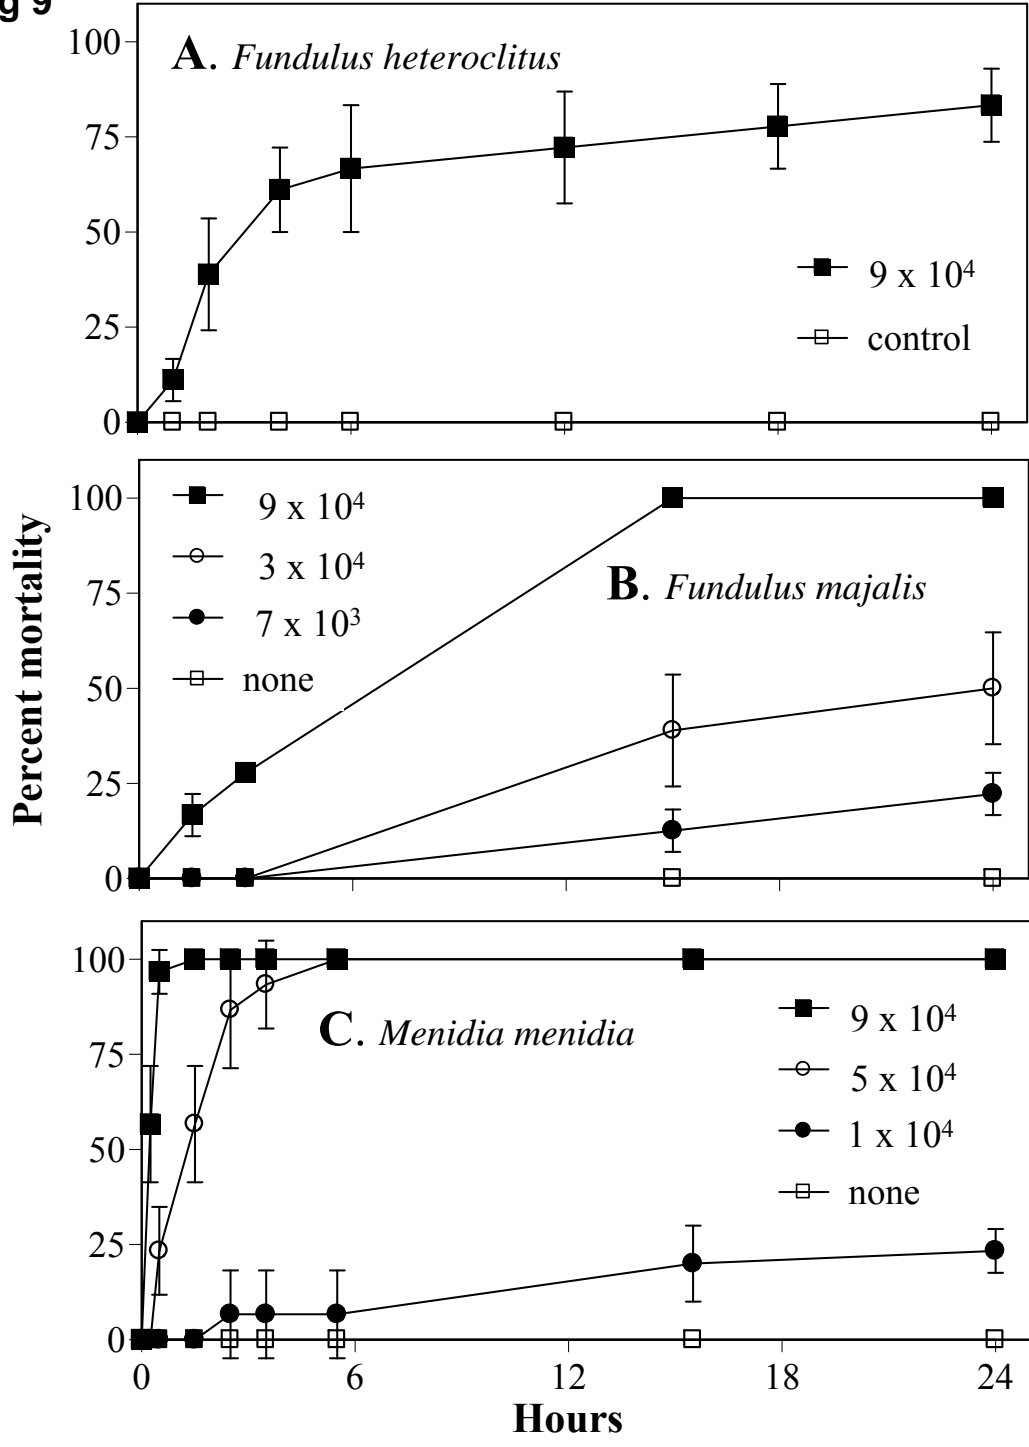 g 9
100
A. Fundulus heteroclitus
75
50
9 x 10⁴
25
control
0
Percent mortality
100
9 x 10⁴
3 x 10⁴
75
B. Fundulus majalis
7 x 10³
50
none
25
0
100
9 x 10⁴
C. Menidia menidia
75
5 x 10⁴
1 x 10⁴
50
none
25
0
0 6 12 18 24
Hours